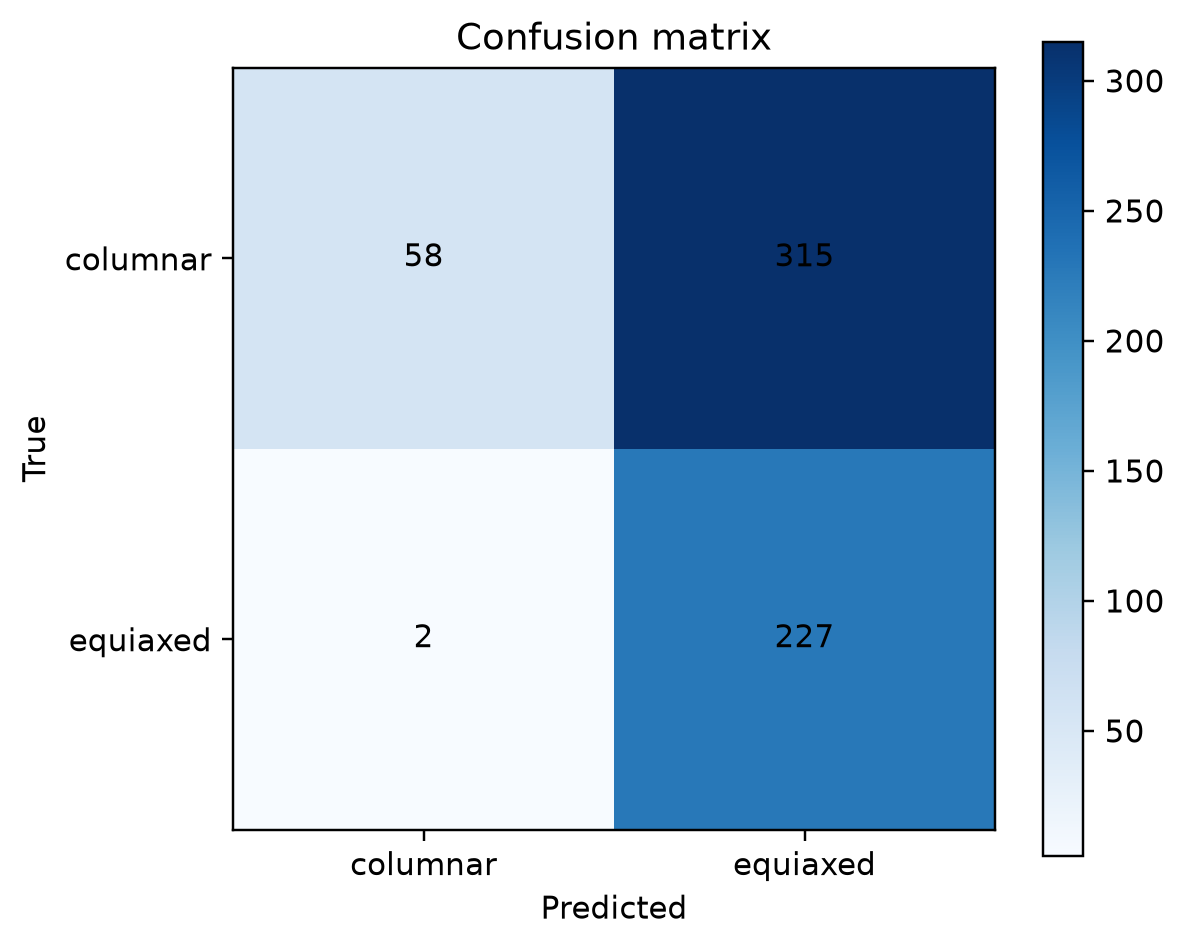 Confusion matrix
columnar
58
315
True
equiaxed
2
227
columnar
equiaxed
Predicted
300
250
200
150
100
50